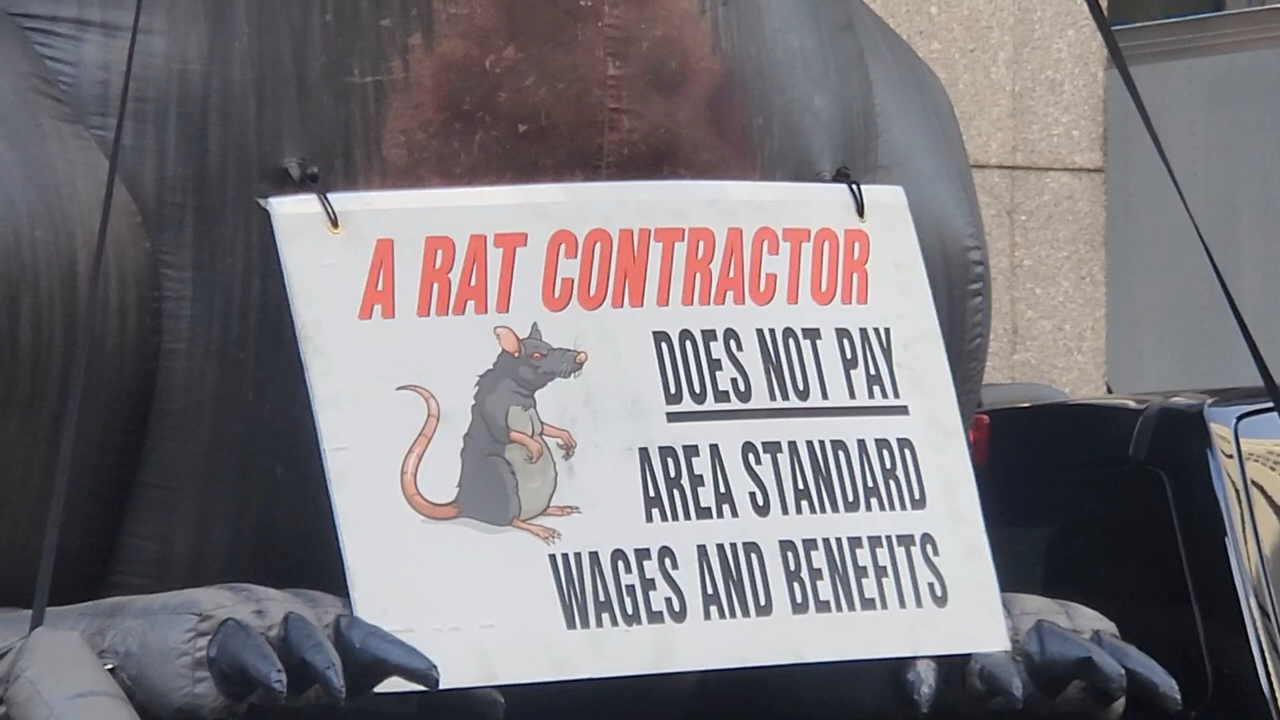 A RAT CONTRACTOR
DOES NOT PAY
AREA STANDARD
WAGES AND BENEFITS